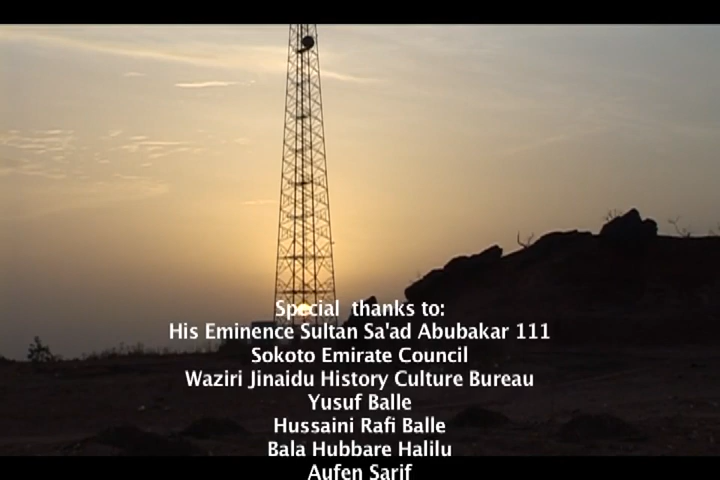 Special thanks to:
His Eminence Sultan Sa'ad Abubakar 111
Sokoto Emirate Council
Waziri Jinaidu History Culture Bureau
Yusuf Balle
Hussaini Rafi Balle
Bala Hubbare Halilu
Aufen Sarif